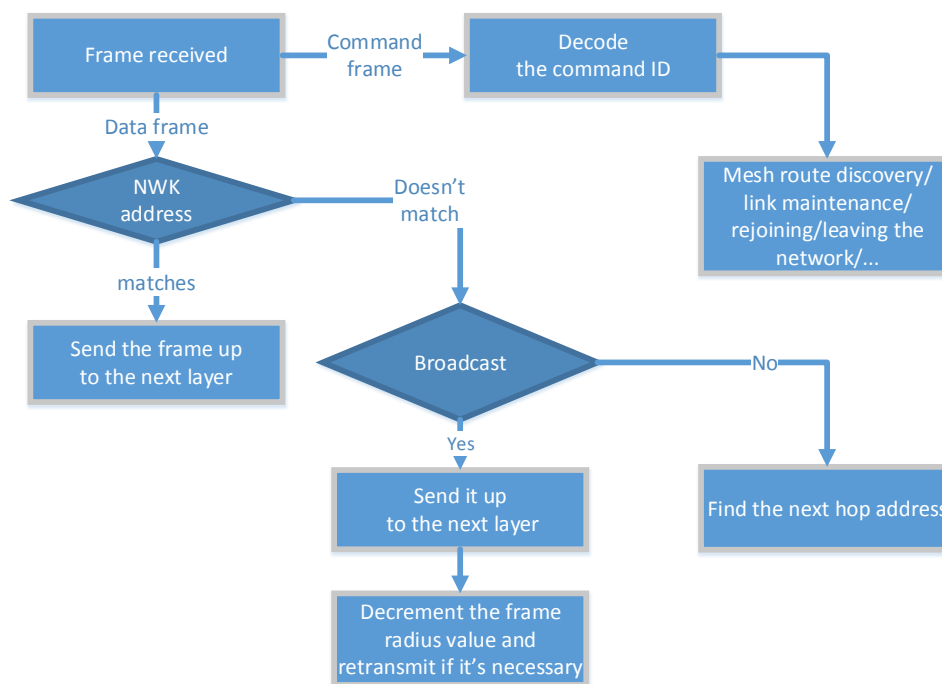 Frame received
Command
frame
Decode
the command ID
Data frame
NWK
address
Doesn't
match
Mesh route discovery/
link maintenance/
rejoining/leaving the
network/...
matches
Send the frame up
to the next layer
Broadcast
No
Yes
Send it up
to the next layer
Find the next hop address
Decrement the frame
radius value and
retransmit if it's necessary